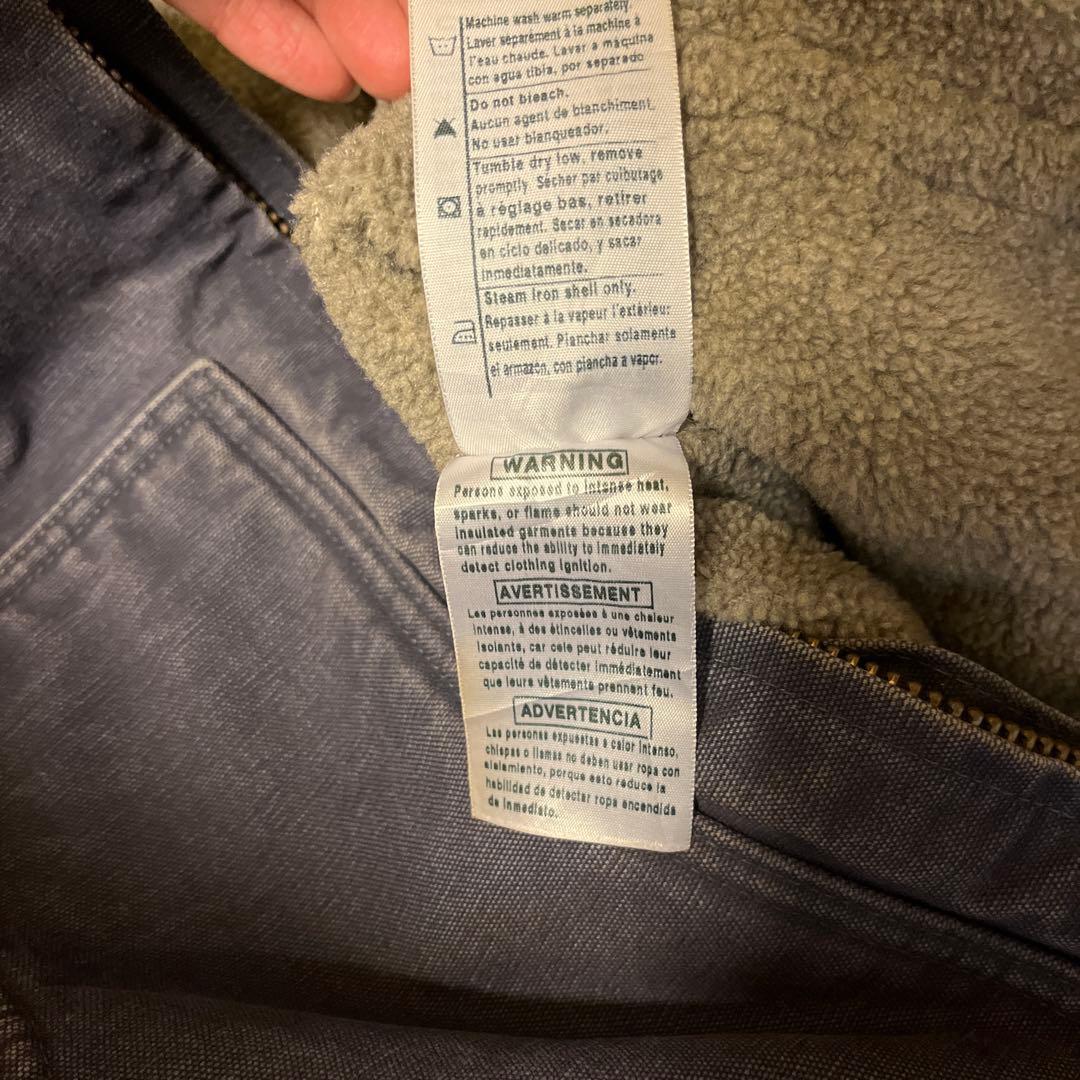 Machine wash warm separately.
Laver séparément à la machine à
l'eau chaude. Lavar a maquina
con agua tibia, por separado
Do not bleach.
Aucun agent de blanchiment.
No usar blanqueador.
Tumble dry low, remove
promptly. Sécher par culbutage
à réglage bas, retirer
rapidement. Secar en secadora
en ciclo delicado, y sacar
inmediatamente.
Steam iron shell only.
Repasser à la vapeur l'extérieur
seulement. Planchar solamente
el armazon, con plancha a vapor.
WARNING
Persons exposed to intense heat,
sparks, or flame should not wear
insulated garments because they
can reduce the ability to immediately
detect clothing ignition.
AVERTISSEMENT
Les personnes exposées à une chaleur
intense, à des étincelles ou vêtements
isolants, car cela peut réduire leur
capacité de détecter immédiatement
que leurs vêtements prennent feu.
ADVERTENCIA
Las personas expuestas a calor intenso,
chispas o llamas no deben usar ropa con
aislamiento, porque esto reduce la
habilidad de detectar ropa encendida
de inmediato.